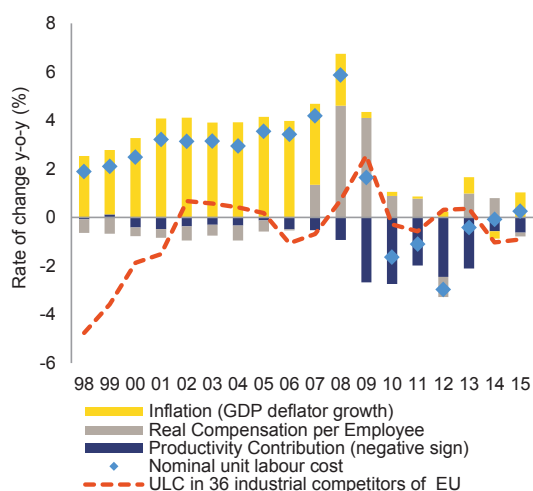 Rate of change y-o-y (%)
8
6
4
2
0
-2
-4
-6
98 99 00 01 02 03 04 05 06 07 08 09 10 11 12 13 14 15
Inflation (GDP deflator growth)
Real Compensation per Employee
Productivity Contribution (negative sign)
Nominal unit labour cost
ULC in 36 industrial competitors of EU